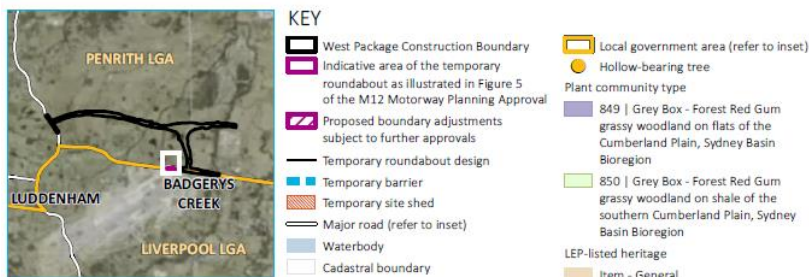 PENRITH LGA
LUDDENHAM
BADGERYS
CREEK
LIVERPOOL LGA
KEY
West Package Construction Boundary
Indicative area of the temporary
roundabout as illustrated in Figure 5
of the M12 Motorway Planning Approval
Proposed boundary adjustments
subject to further approvals
Temporary roundabout design
Temporary barrier
Temporary site shed
Major road (refer to inset)
Waterbody
Cadastral boundary
Local government area (refer to inset)
Hollow-bearing tree
Plant community type
849 | Grey Box - Forest Red Gum
grassy woodland on flats of the
Cumberland Plain, Sydney Basin
Bioregion
850 | Grey Box - Forest Red Gum
grassy woodland on shale of the
southern Cumberland Plain, Sydney
Basin Bioregion
LEP-listed heritage
Item - General